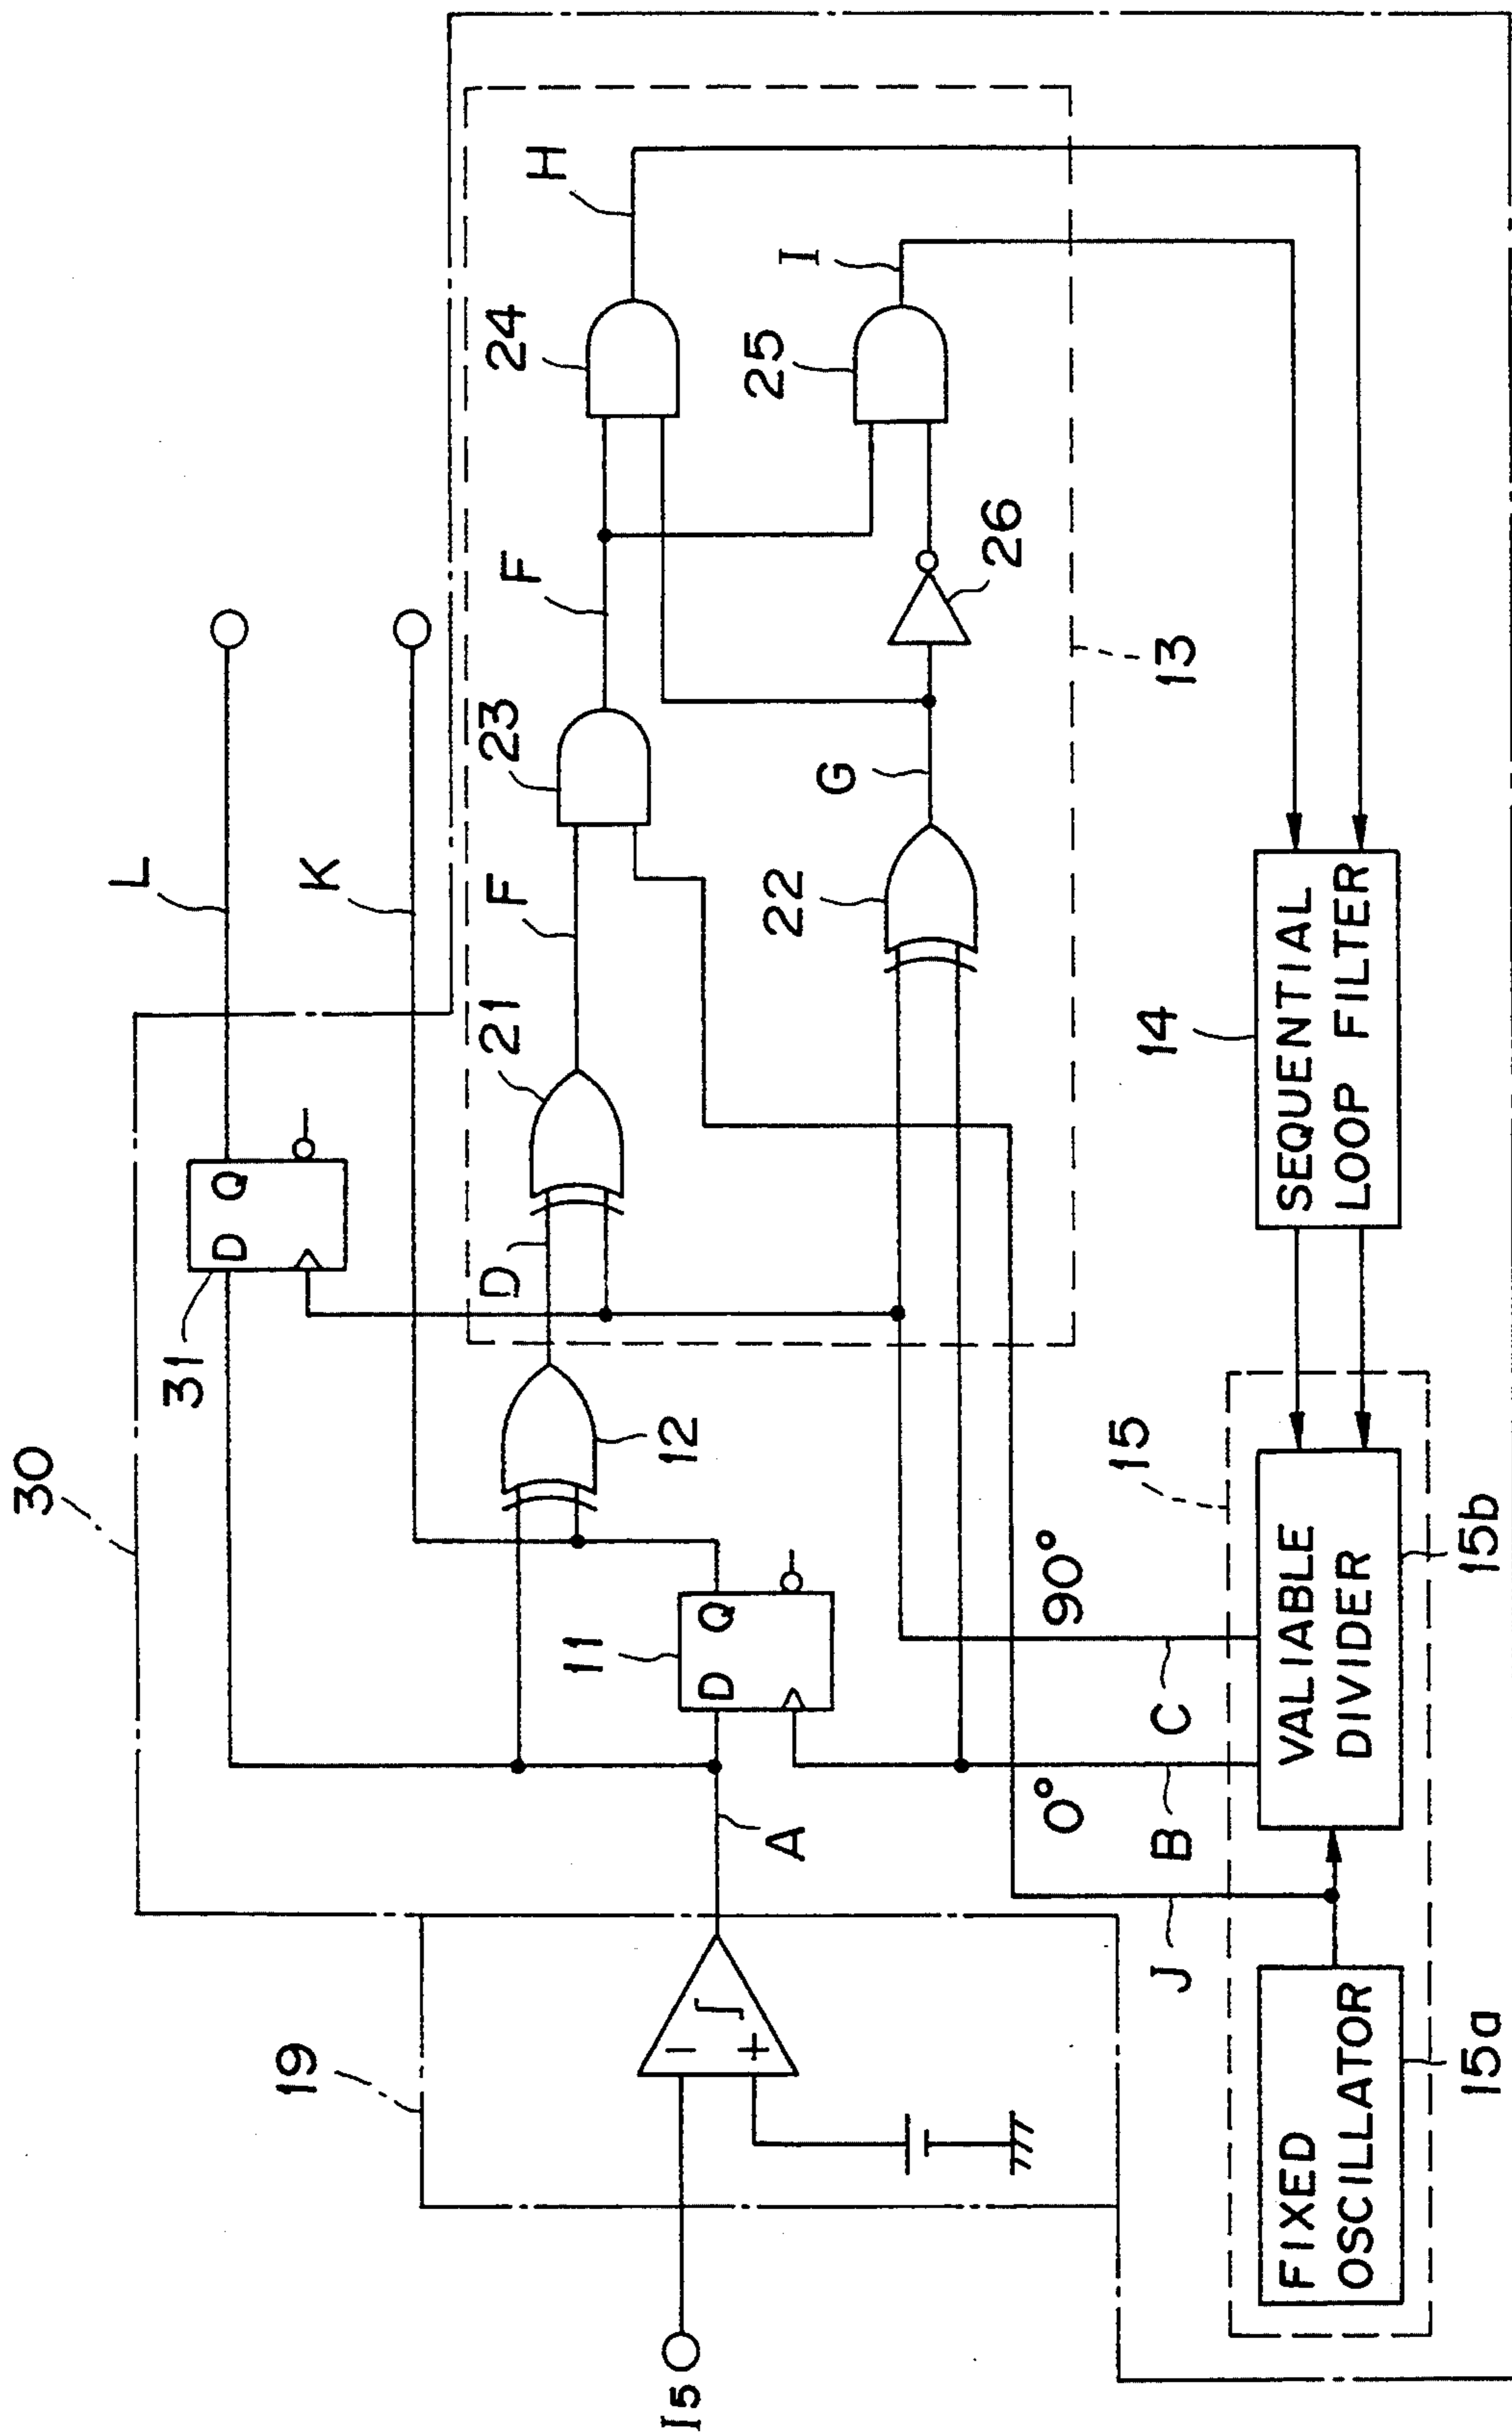 30
L
K
31
D Q
H
24
F
23
F
21
D
12
I
25
26
G
22
13
11
D Q
19
I5
−
+
A
0°
90°
J
B
C
15
14
FIXED
OSCILLATOR
15a
VALIABLE
DIVIDER
15b
SEQUENTIAL
LOOP FILTER